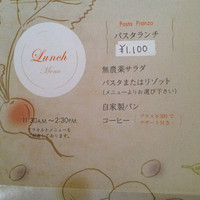 Lunch
Menu
11:30AM〜2:30PM
Pasto Pranzo
パスタランチ
¥1,100
無農薬サラダ
パスタまたはリゾット
(メニューよりお選び下さい)
自家製パン
コーヒー